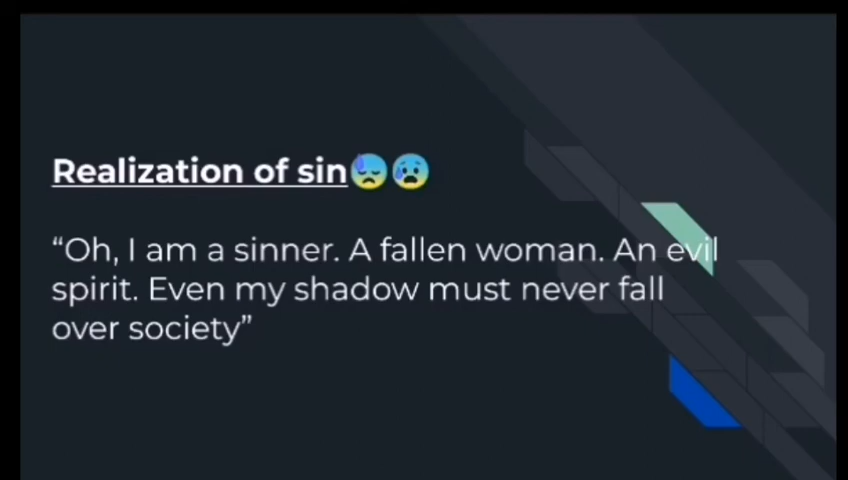 Realization of sin😓😰
“Oh, I am a sinner. A fallen woman. An evil
spirit. Even my shadow must never fall
over society”